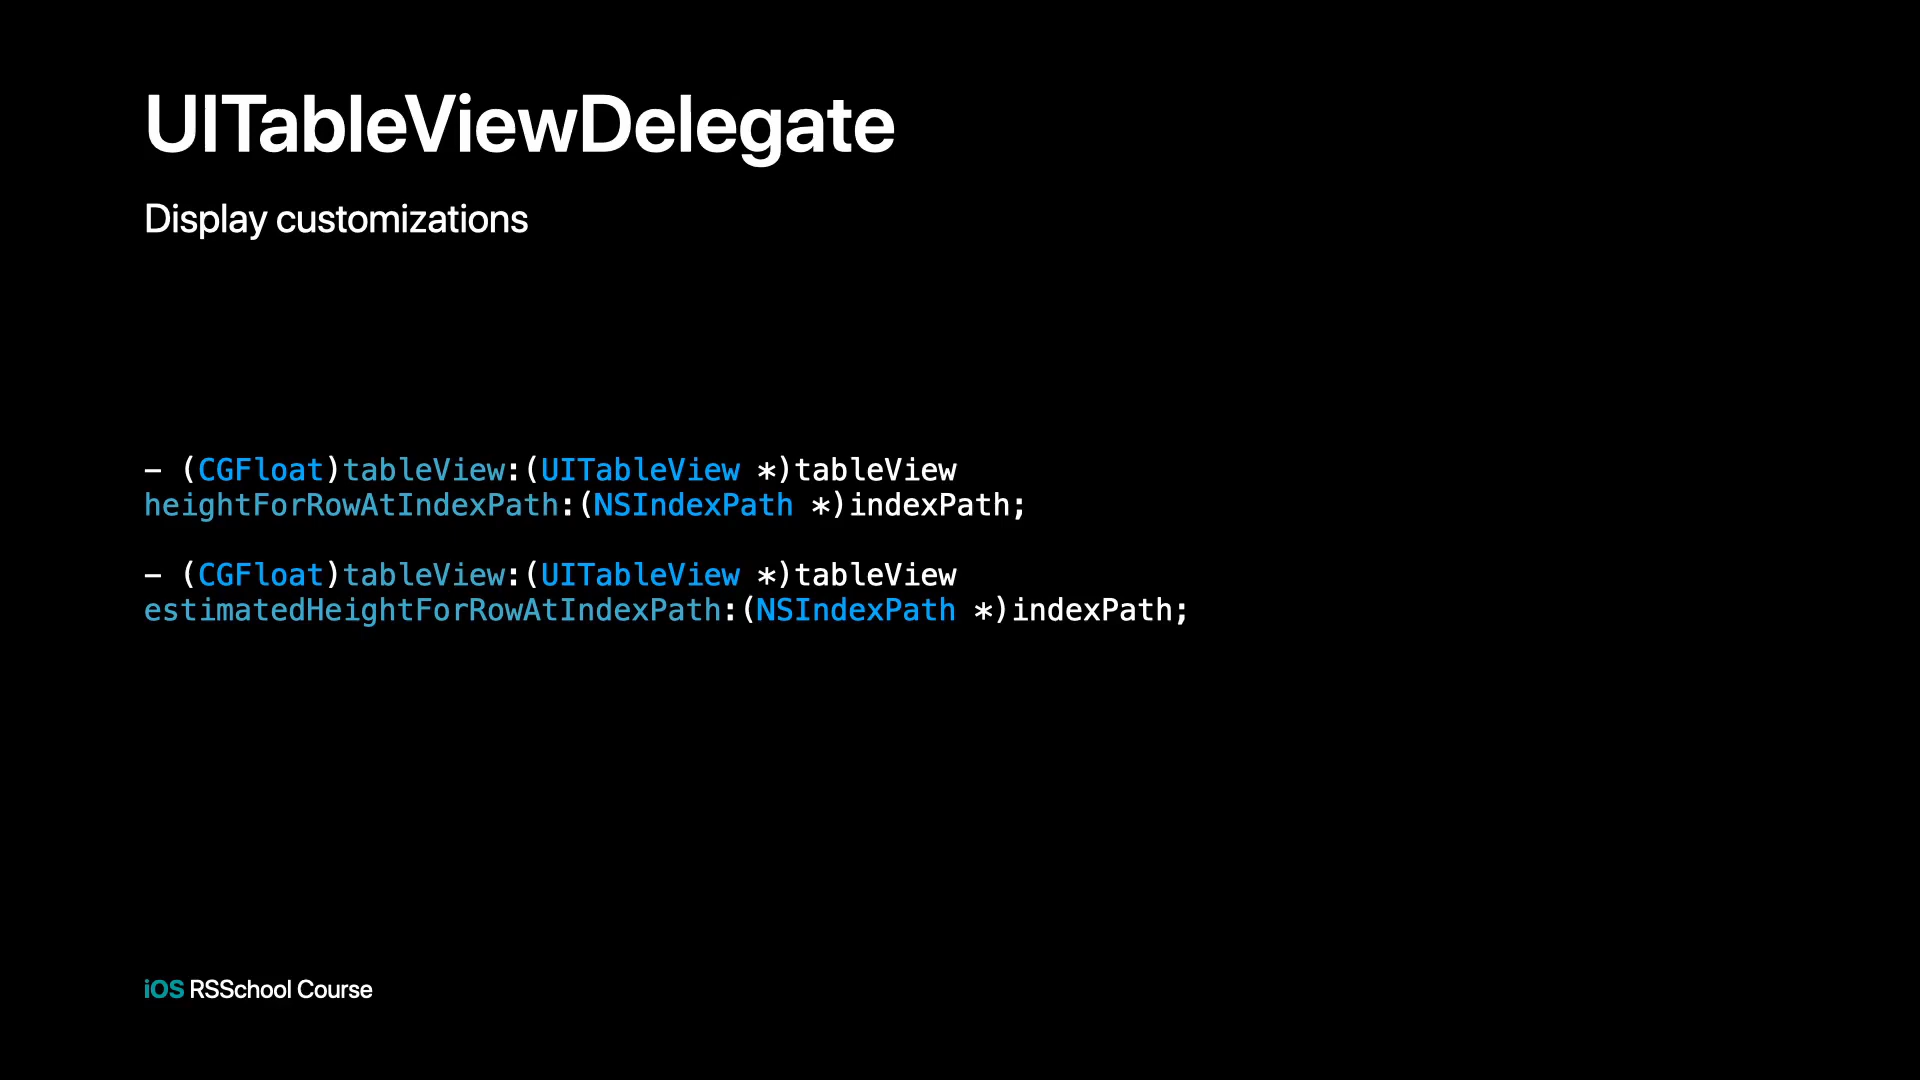 UITableViewDelegate
Display customizations
- (CGFloat)tableView:(UITableView *)tableView
heightForRowAtIndexPath:(NSIndexPath *)indexPath;
- (CGFloat)tableView:(UITableView *)tableView
estimatedHeightForRowAtIndexPath:(NSIndexPath *)indexPath;
iOS RSSchool Course